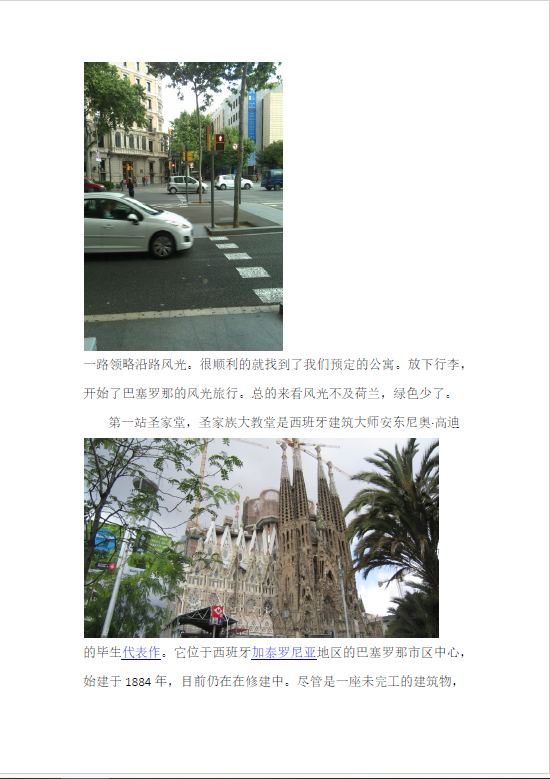 一路领略沿路风光。很顺利的就找到了我们预定的公寓。放下行李，
开始了巴塞罗那的风光旅行。总的来看风光不及荷兰，绿色少了。
第一站圣家堂，圣家族大教堂是西班牙建筑大师安东尼奥·高迪
的毕生代表作。它位于西班牙加泰罗尼亚地区的巴塞罗那市区中心，
始建于 1884 年，目前仍在在修建中。尽管是一座未完工的建筑物，